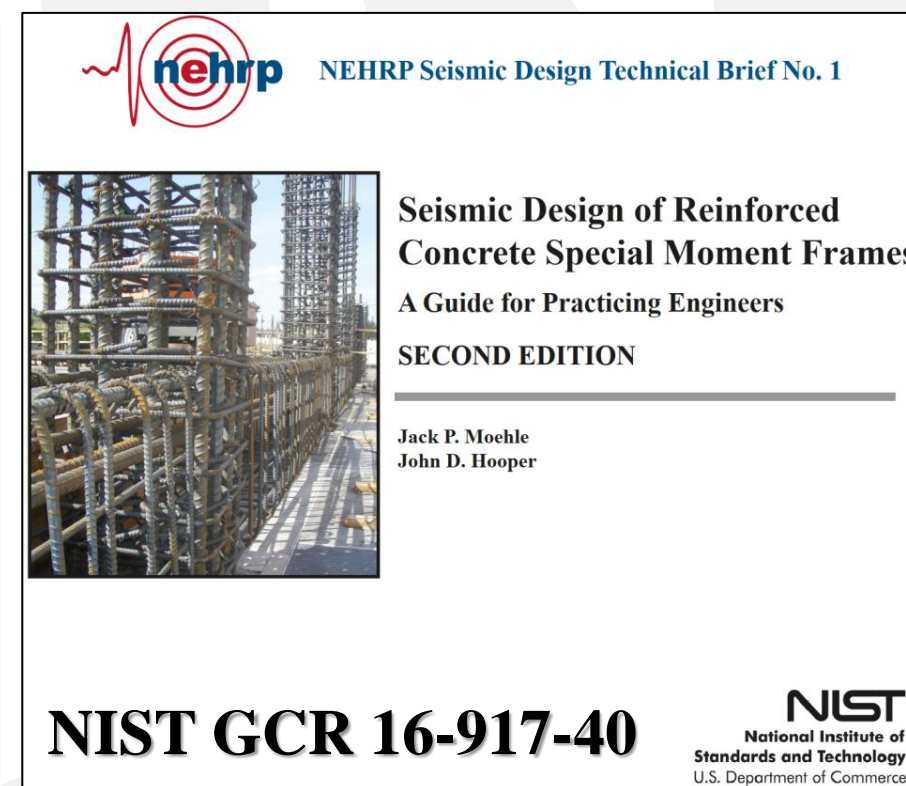 nehrp
NEHRP Seismic Design Technical Brief No. 1
Seismic Design of Reinforced
Concrete Special Moment Frames
A Guide for Practicing Engineers
SECOND EDITION
Jack P. Moehle
John D. Hooper
NIST GCR 16-917-40
NIST
National Institute of
Standards and Technology
U.S. Department of Commerce